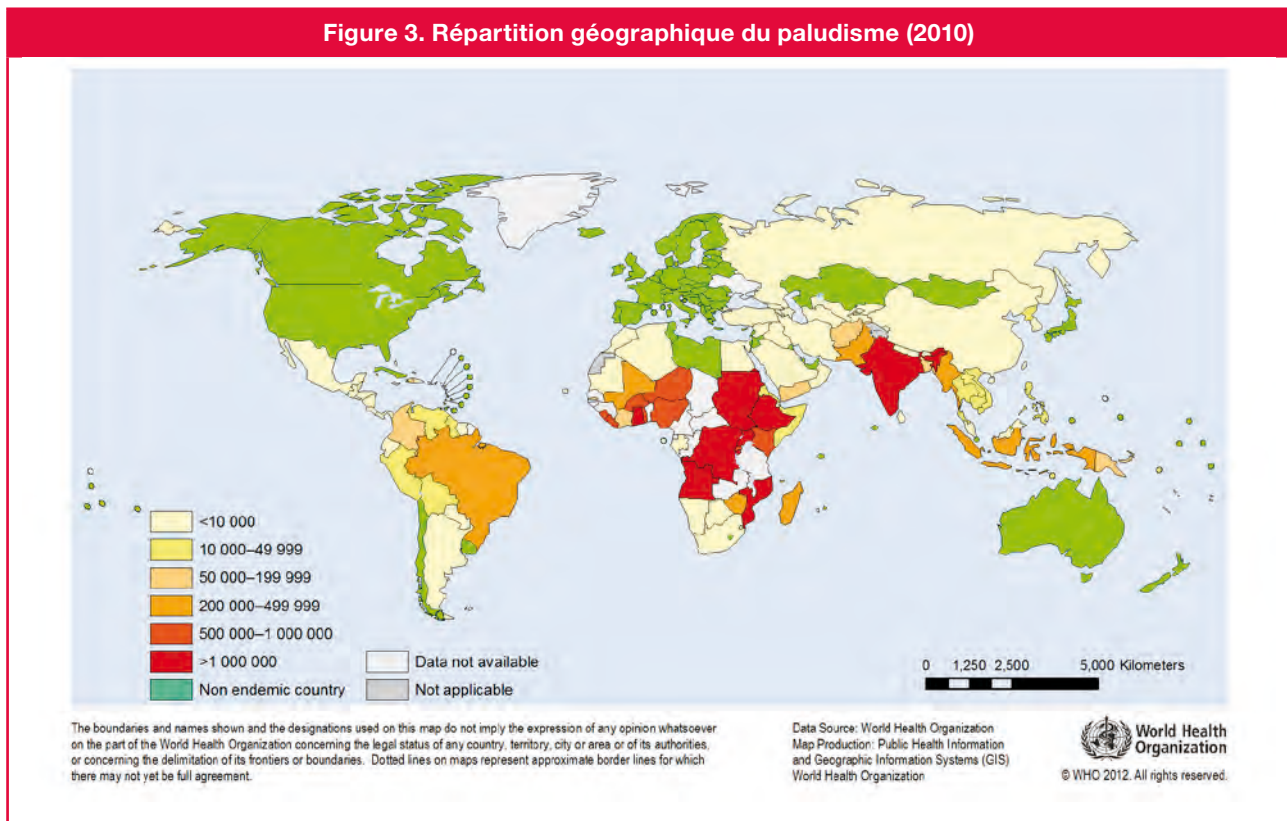 Figure 3. Répartition géographique du paludisme (2010)
<10 000
10 000–49 999
50 000–199 999
200 000–499 999
500 000–1 000 000
>1 000 000
Non endemic country
Data not available
Not applicable
0 1,250 2,500 5,000 Kilometers
The boundaries and names shown and the designations used on this map do not imply the expression of any opinion whatsoever
on the part of the World Health Organization concerning the legal status of any country, territory, city or area or of its authorities,
or concerning the delimitation of its frontiers or boundaries. Dotted lines on maps represent approximate border lines for which
there may not yet be full agreement.
Data Source: World Health Organization
Map Production: Public Health Information
and Geographic Information Systems (GIS)
World Health Organization
World Health
Organization
© WHO 2012. All rights reserved.